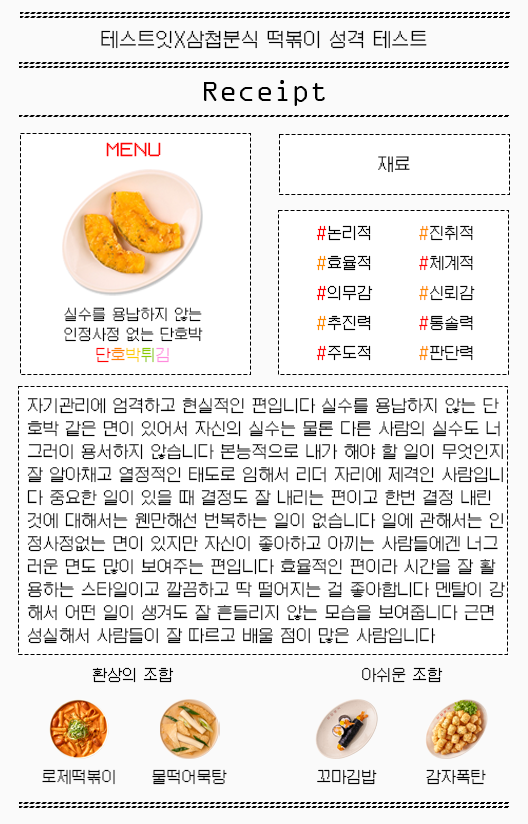 테스트잇X삼첩분식 떡볶이 성격 테스트
Receipt
MENU
실수를 용납하지 않는
인정사정 없는 단호박
단호박튀김
재료
#논리적 #진취적
#효율적 #체계적
#의무감 #신뢰감
#추진력 #통솔력
#주도적 #판단력
자기관리에 엄격하고 현실적인 편입니다 실수를 용납하지 않는 단
호박 같은 면이 있어서 자신의 실수는 물론 다른 사람의 실수도 너
그러이 용서하지 않습니다 본능적으로 내가 해야 할 일이 무엇인지
잘 알아채고 열정적인 태도로 임해서 리더 자리에 제격인 사람입니
다 중요한 일이 있을 때 결정도 잘 내리는 편이고 한번 결정 내린
것에 대해서는 웬만해선 번복하는 일이 없습니다 일에 관해서는 인
정사정없는 면이 있지만 자신이 좋아하고 아끼는 사람들에겐 너그
러운 면도 많이 보여주는 편입니다 효율적인 편이라 시간을 잘 활
용하는 스타일이고 깔끔하고 딱 떨어지는 걸 좋아합니다 멘탈이 강
해서 어떤 일이 생겨도 잘 흔들리지 않는 모습을 보여줍니다 근면
성실해서 사람들이 잘 따르고 배울 점이 많은 사람입니다
환상의 조합
아쉬운 조합
로제떡볶이 물떡어묵탕 꼬마김밥 감자폭탄